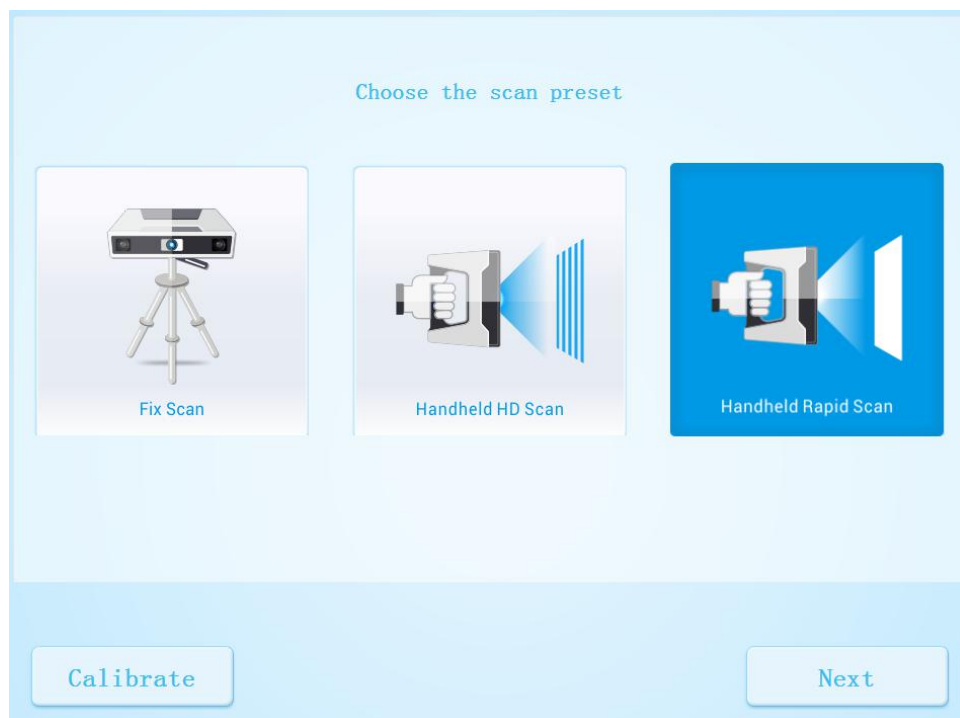 Choose the scan preset
Fix Scan
Handheld HD Scan
Handheld Rapid Scan
Calibrate
Next